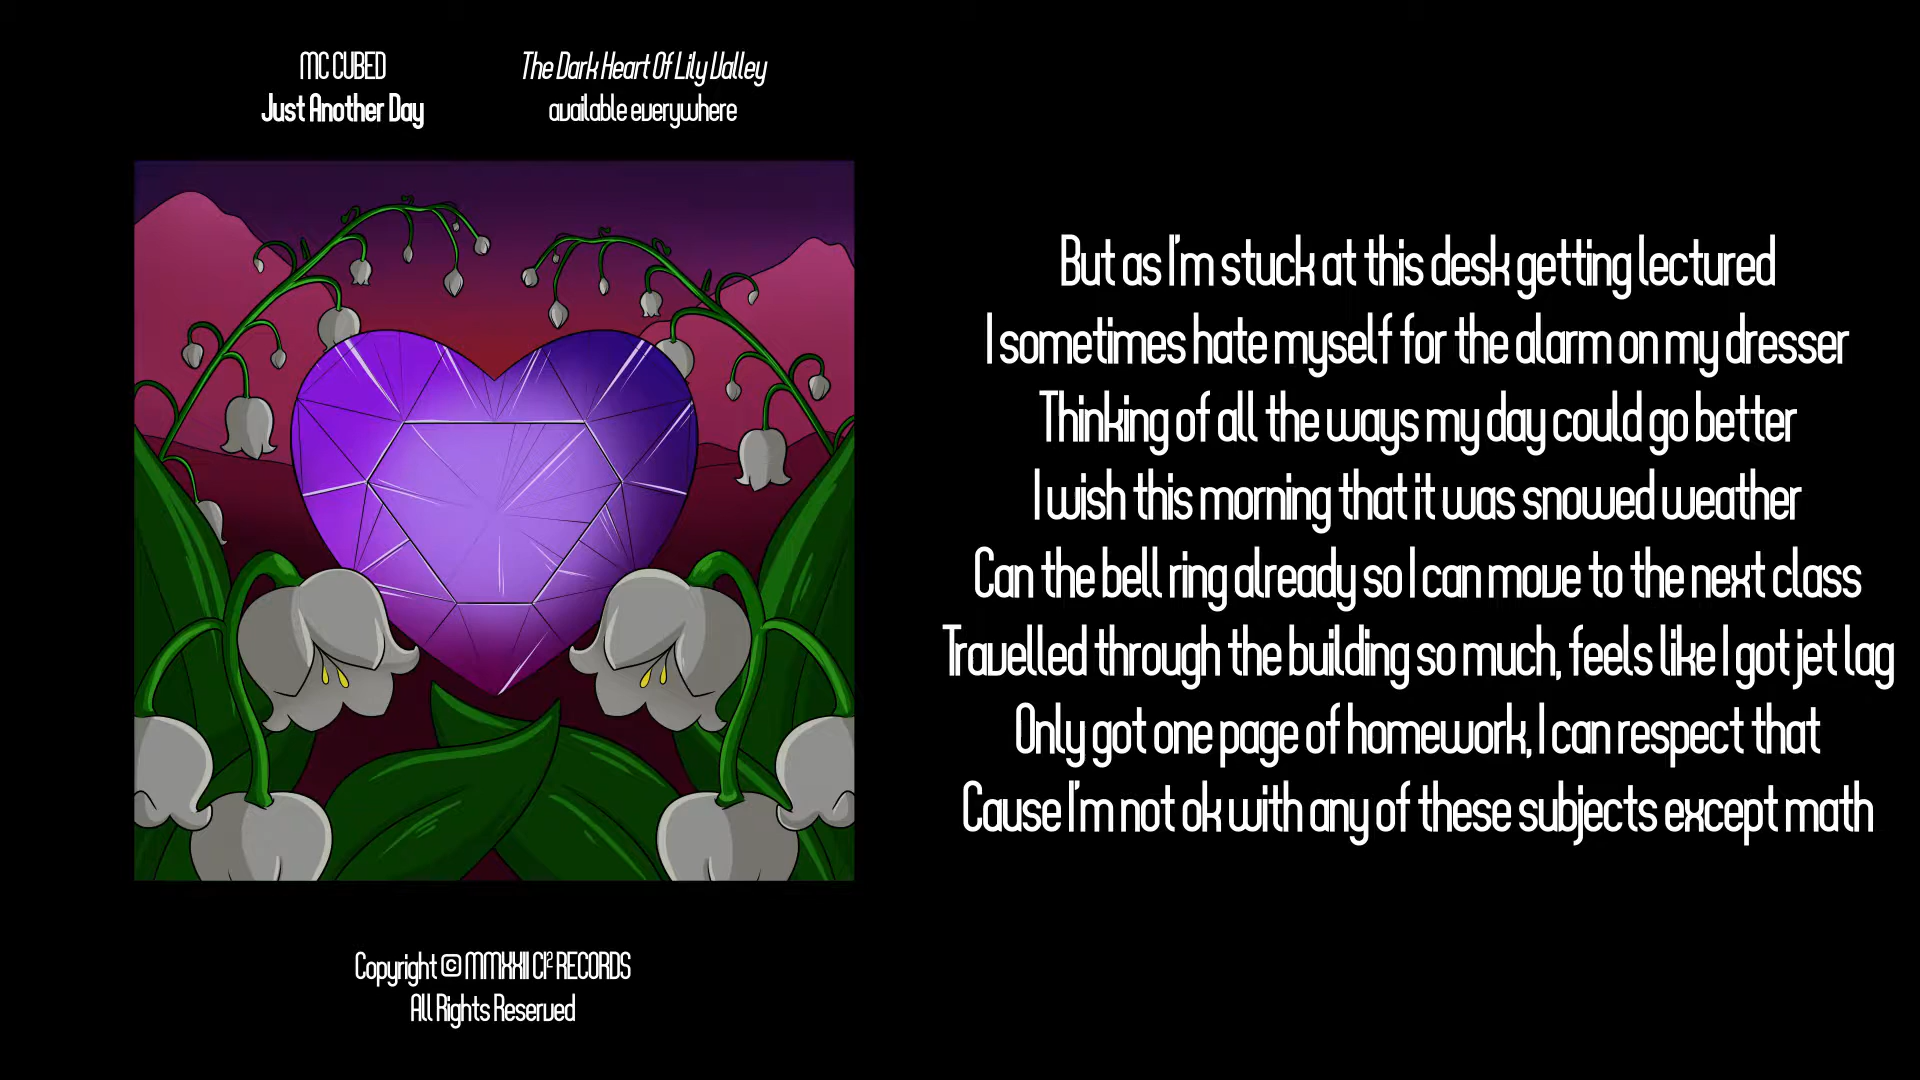 MC CUBED
Just Another Day
The Dark Heart Of Lily Valley
available everywhere
But as I'm stuck at this desk getting lectured
I sometimes hate myself for the alarm on my dresser
Thinking of all the ways my day could go better
I wish this morning that it was snowed weather
Can the bell ring already so I can move to the next class
Travelled through the building so much, feels like I got jet lag
Only got one page of homework, I can respect that
Cause I'm not ok with any of these subjects except math
Copyright © MMXXII CI² RECORDS
All Rights Reserved